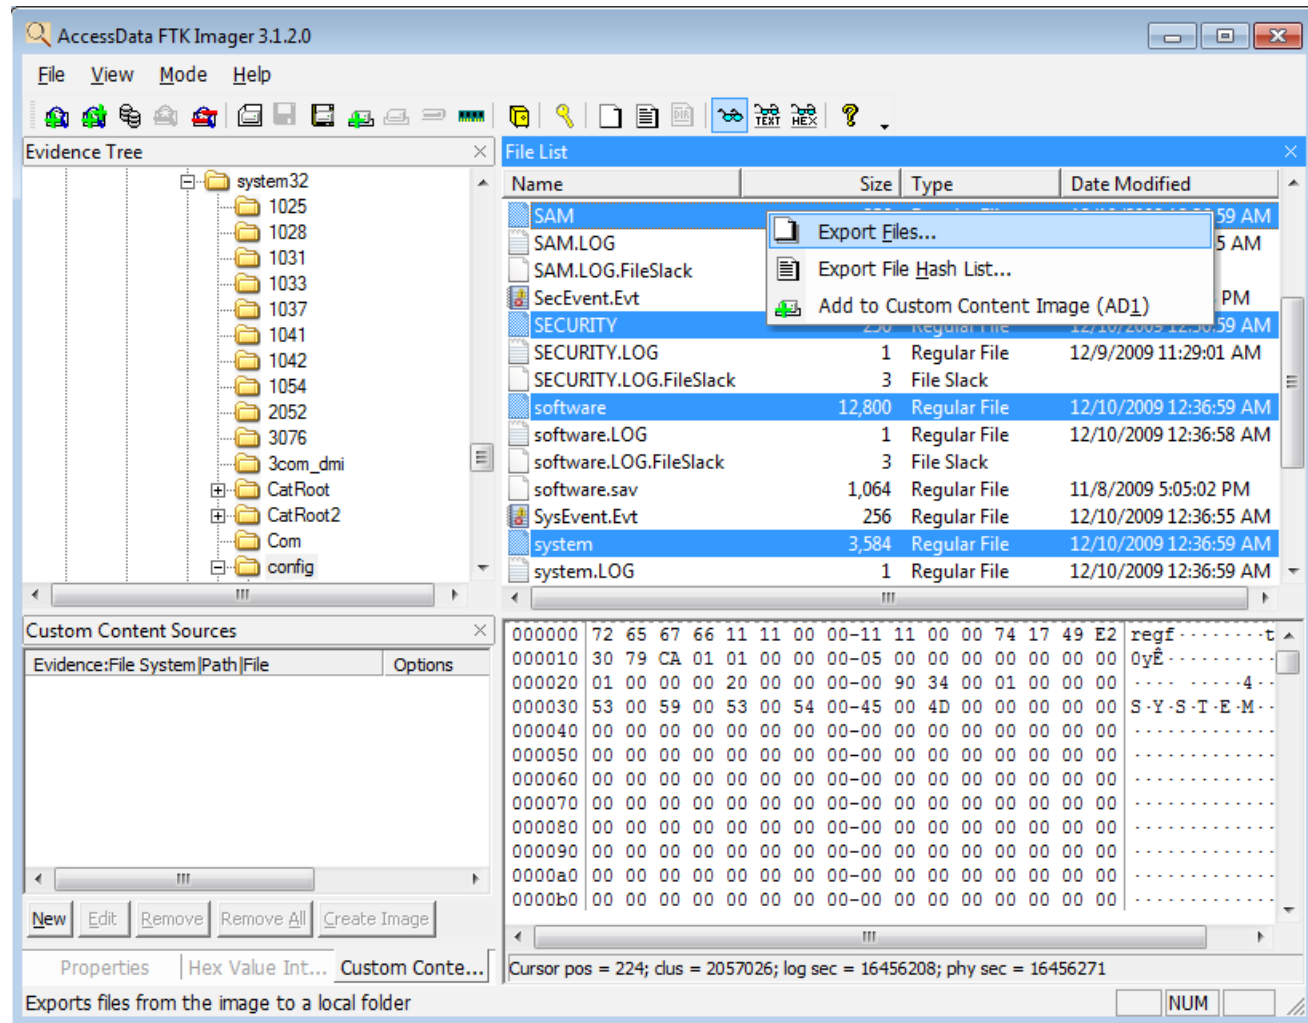 AccessData FTK Imager 3.1.2.0
File View Mode Help
TEXT HEX
Evidence Tree
system32
1025
1028
1031
1033
1037
1041
1042
1054
2052
3076
3com_dmi
CatRoot
CatRoot2
Com
config
File List
Name Size Type Date Modified
SAM 59 AM
SAM.LOG 5 AM
SAM.LOG.FileSlack
SecEvent.Evt PM
SECURITY 256 Regular File 12/10/2009 12:36:59 AM
SECURITY.LOG 1 Regular File 12/9/2009 11:29:01 AM
SECURITY.LOG.FileSlack 3 File Slack
software 12,800 Regular File 12/10/2009 12:36:59 AM
software.LOG 1 Regular File 12/10/2009 12:36:58 AM
software.LOG.FileSlack 3 File Slack
software.sav 1,064 Regular File 11/8/2009 5:05:02 PM
SysEvent.Evt 256 Regular File 12/10/2009 12:36:55 AM
system 3,584 Regular File 12/10/2009 12:36:59 AM
system.LOG 1 Regular File 12/10/2009 12:36:59 AM
Export Files...
Export File Hash List...
Add to Custom Content Image (AD1)
Custom Content Sources
Evidence:File System|Path|File Options
New Edit Remove Remove All Create Image
Properties Hex Value Int... Custom Conte...
000000 72 65 67 66 11 11 00 00-11 11 00 00 74 17 49 E2 regf········t
000010 30 79 CA 01 01 00 00 00-05 00 00 00 00 00 00 00 0yÊ··········
000020 01 00 00 00 20 00 00 00-00 90 34 00 01 00 00 00 ···· ·····4··
000030 53 00 59 00 53 00 54 00-45 00 4D 00 00 00 00 00 S·Y·S·T·E·M··
000040 00 00 00 00 00 00 00 00-00 00 00 00 00 00 00 00 ·············
000050 00 00 00 00 00 00 00 00-00 00 00 00 00 00 00 00 ·············
000060 00 00 00 00 00 00 00 00-00 00 00 00 00 00 00 00 ·············
000070 00 00 00 00 00 00 00 00-00 00 00 00 00 00 00 00 ·············
000080 00 00 00 00 00 00 00 00-00 00 00 00 00 00 00 00 ·············
000090 00 00 00 00 00 00 00 00-00 00 00 00 00 00 00 00 ·············
0000a0 00 00 00 00 00 00 00 00-00 00 00 00 00 00 00 00 ·············
0000b0 00 00 00 00 00 00 00 00-00 00 00 00 00 00 00 00 ·············
Cursor pos = 224; clus = 2057026; log sec = 16456208; phy sec = 16456271
Exports files from the image to a local folder
NUM